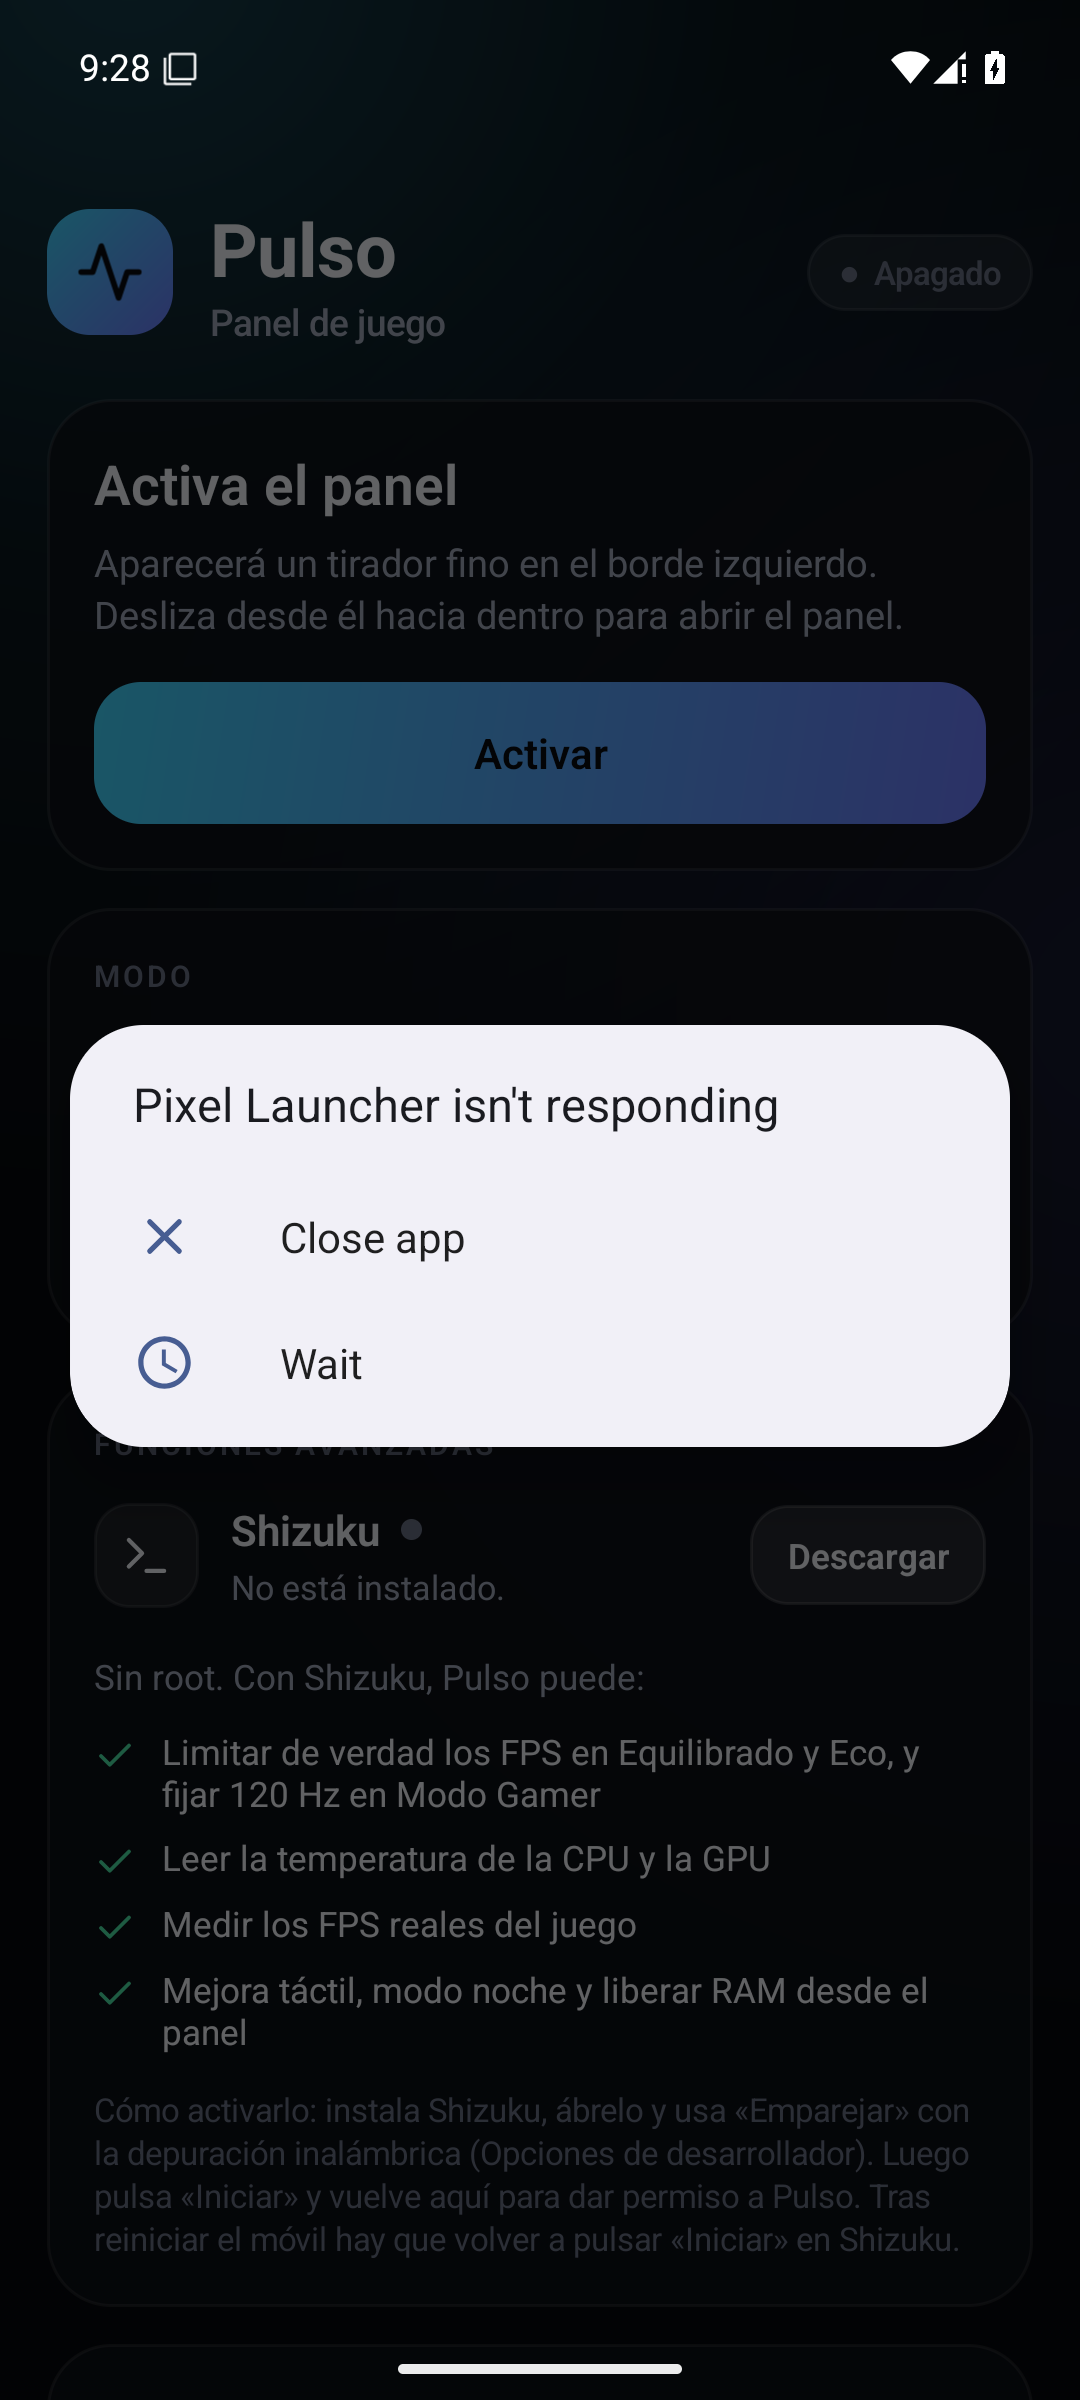 9:28
Pulso
Panel de juego
Apagado
Activa el panel
Aparecerá un tirador fino en el borde izquierdo.
Desliza desde él hacia dentro para abrir el panel.
Activar
MODO
Pixel Launcher isn't responding
Close app
Wait
FUNCIONES AVANZADAS
Shizuku
No está instalado.
Descargar
Sin root. Con Shizuku, Pulso puede:
Limitar de verdad los FPS en Equilibrado y Eco, y
fijar 120 Hz en Modo Gamer
Leer la temperatura de la CPU y la GPU
Medir los FPS reales del juego
Mejora táctil, modo noche y liberar RAM desde el
panel
Cómo activarlo: instala Shizuku, ábrelo y usa «Emparejar» con
la depuración inalámbrica (Opciones de desarrollador). Luego
pulsa «Iniciar» y vuelve aquí para dar permiso a Pulso. Tras
reiniciar el móvil hay que volver a pulsar «Iniciar» en Shizuku.